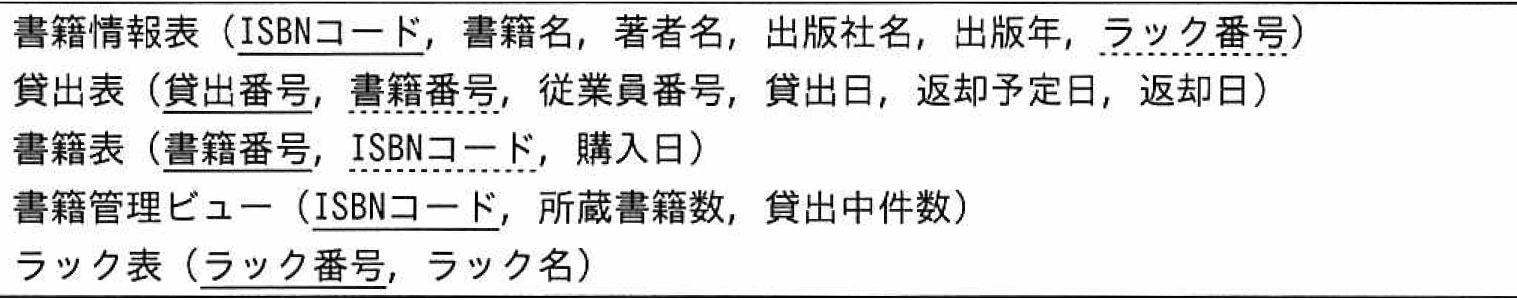 書籍情報表（ISBNコード，書籍名，著者名，出版社名，出版年，ラック番号）
貸出表（貸出番号，書籍番号，従業員番号，貸出日，返却予定日，返却日）
書籍表（書籍番号，ISBNコード，購入日）
書籍管理ビュー（ISBNコード，所蔵書籍数，貸出中件数）
ラック表（ラック番号，ラック名）